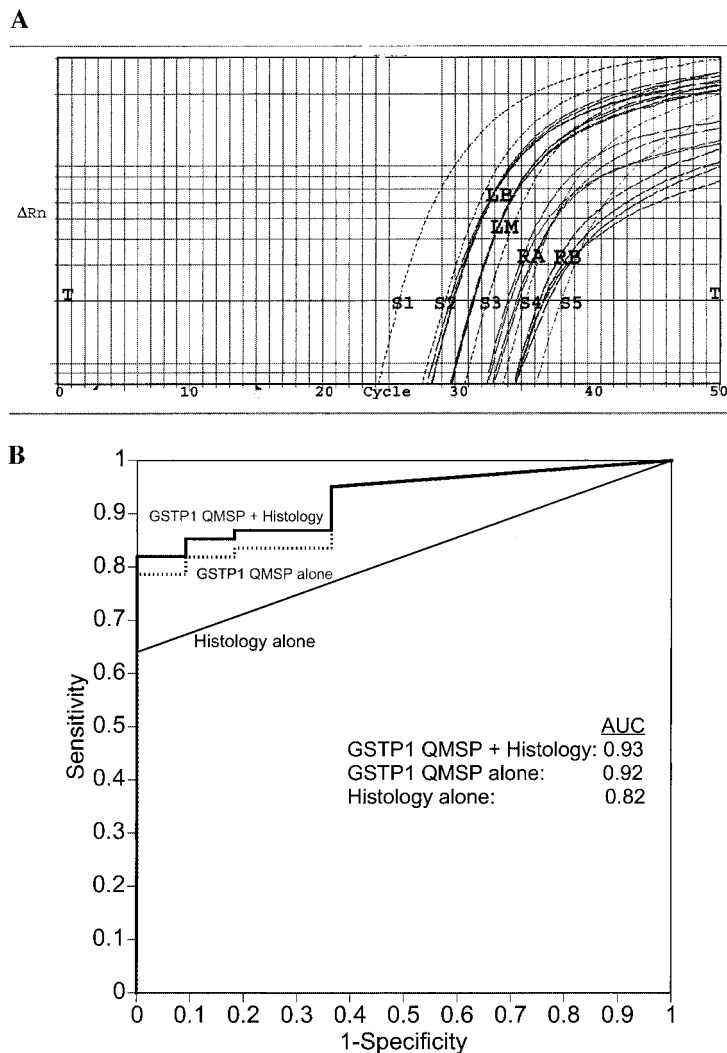 A
ΔRn
LB
LM
RA RB
T S1 S2 S3 S4 S5 T
0 10 20 Cycle 30 40 50
B
1
0.9
0.8
0.7
0.6
0.5
0.4
0.3
0.2
0.1
0
Sensitivity
GSTP1 QMSP + Histology
GSTP1 QMSP alone
Histology alone
AUC
GSTP1 QMSP + Histology: 0.93
GSTP1 QMSP alone: 0.92
Histology alone: 0.82
0 0.1 0.2 0.3 0.4 0.5 0.6 0.7 0.8 0.9 1
1-Specificity